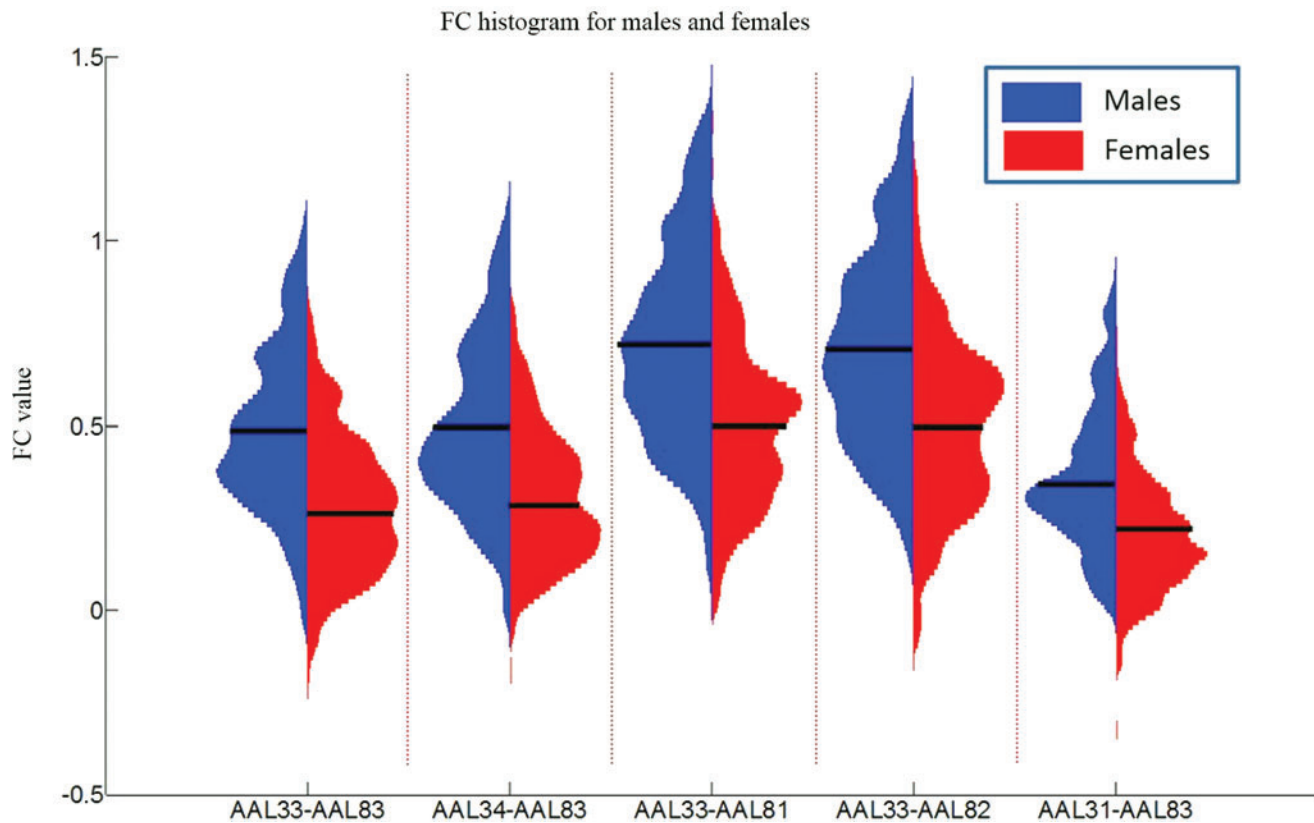 FC histogram for males and females
Males
Females
FC value
1.5
1
0.5
0
-0.5
AAL33-AAL83 AAL34-AAL83 AAL33-AAL81 AAL33-AAL82 AAL31-AAL83